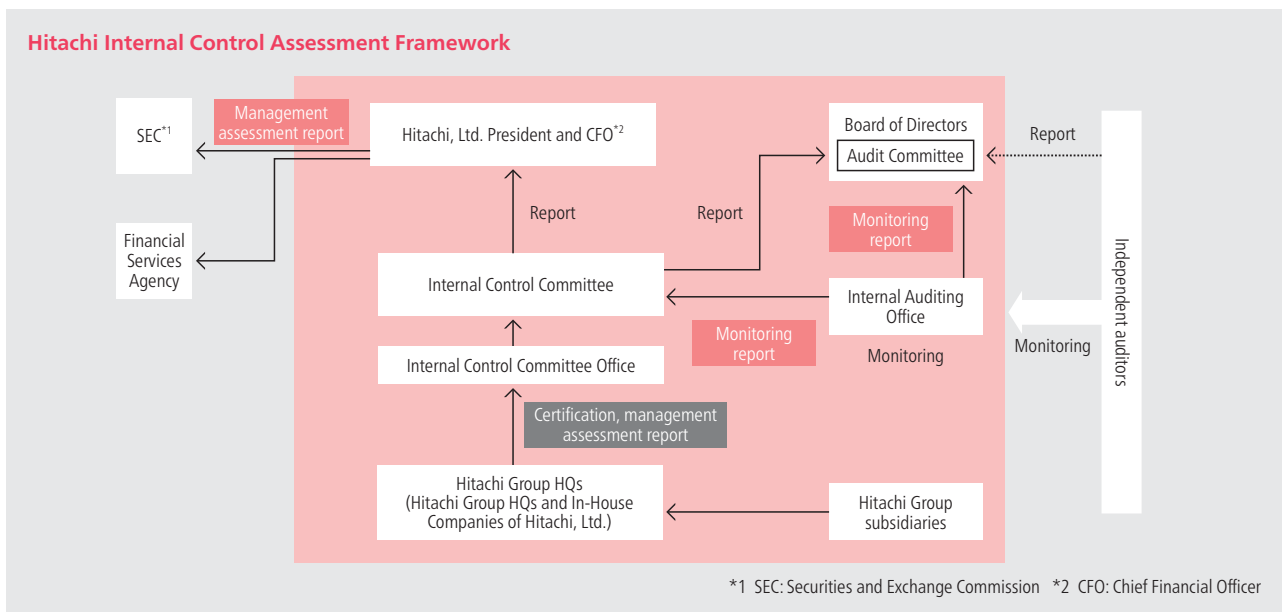 Hitachi Internal Control Assessment Framework
SEC*1
Management
assessment report
Hitachi, Ltd. President and CFO*2
Board of Directors
Audit Committee
Report
Report
Report
Monitoring
report
Financial
Services
Agency
Internal Control Committee
Internal Auditing
Office
Monitoring
report
Monitoring
Monitoring
Independent auditors
Internal Control Committee Office
Certification, management
assessment report
Hitachi Group HQs
(Hitachi Group HQs and In-House
Companies of Hitachi, Ltd.)
Hitachi Group
subsidiaries
*1 SEC: Securities and Exchange Commission *2 CFO: Chief Financial Officer